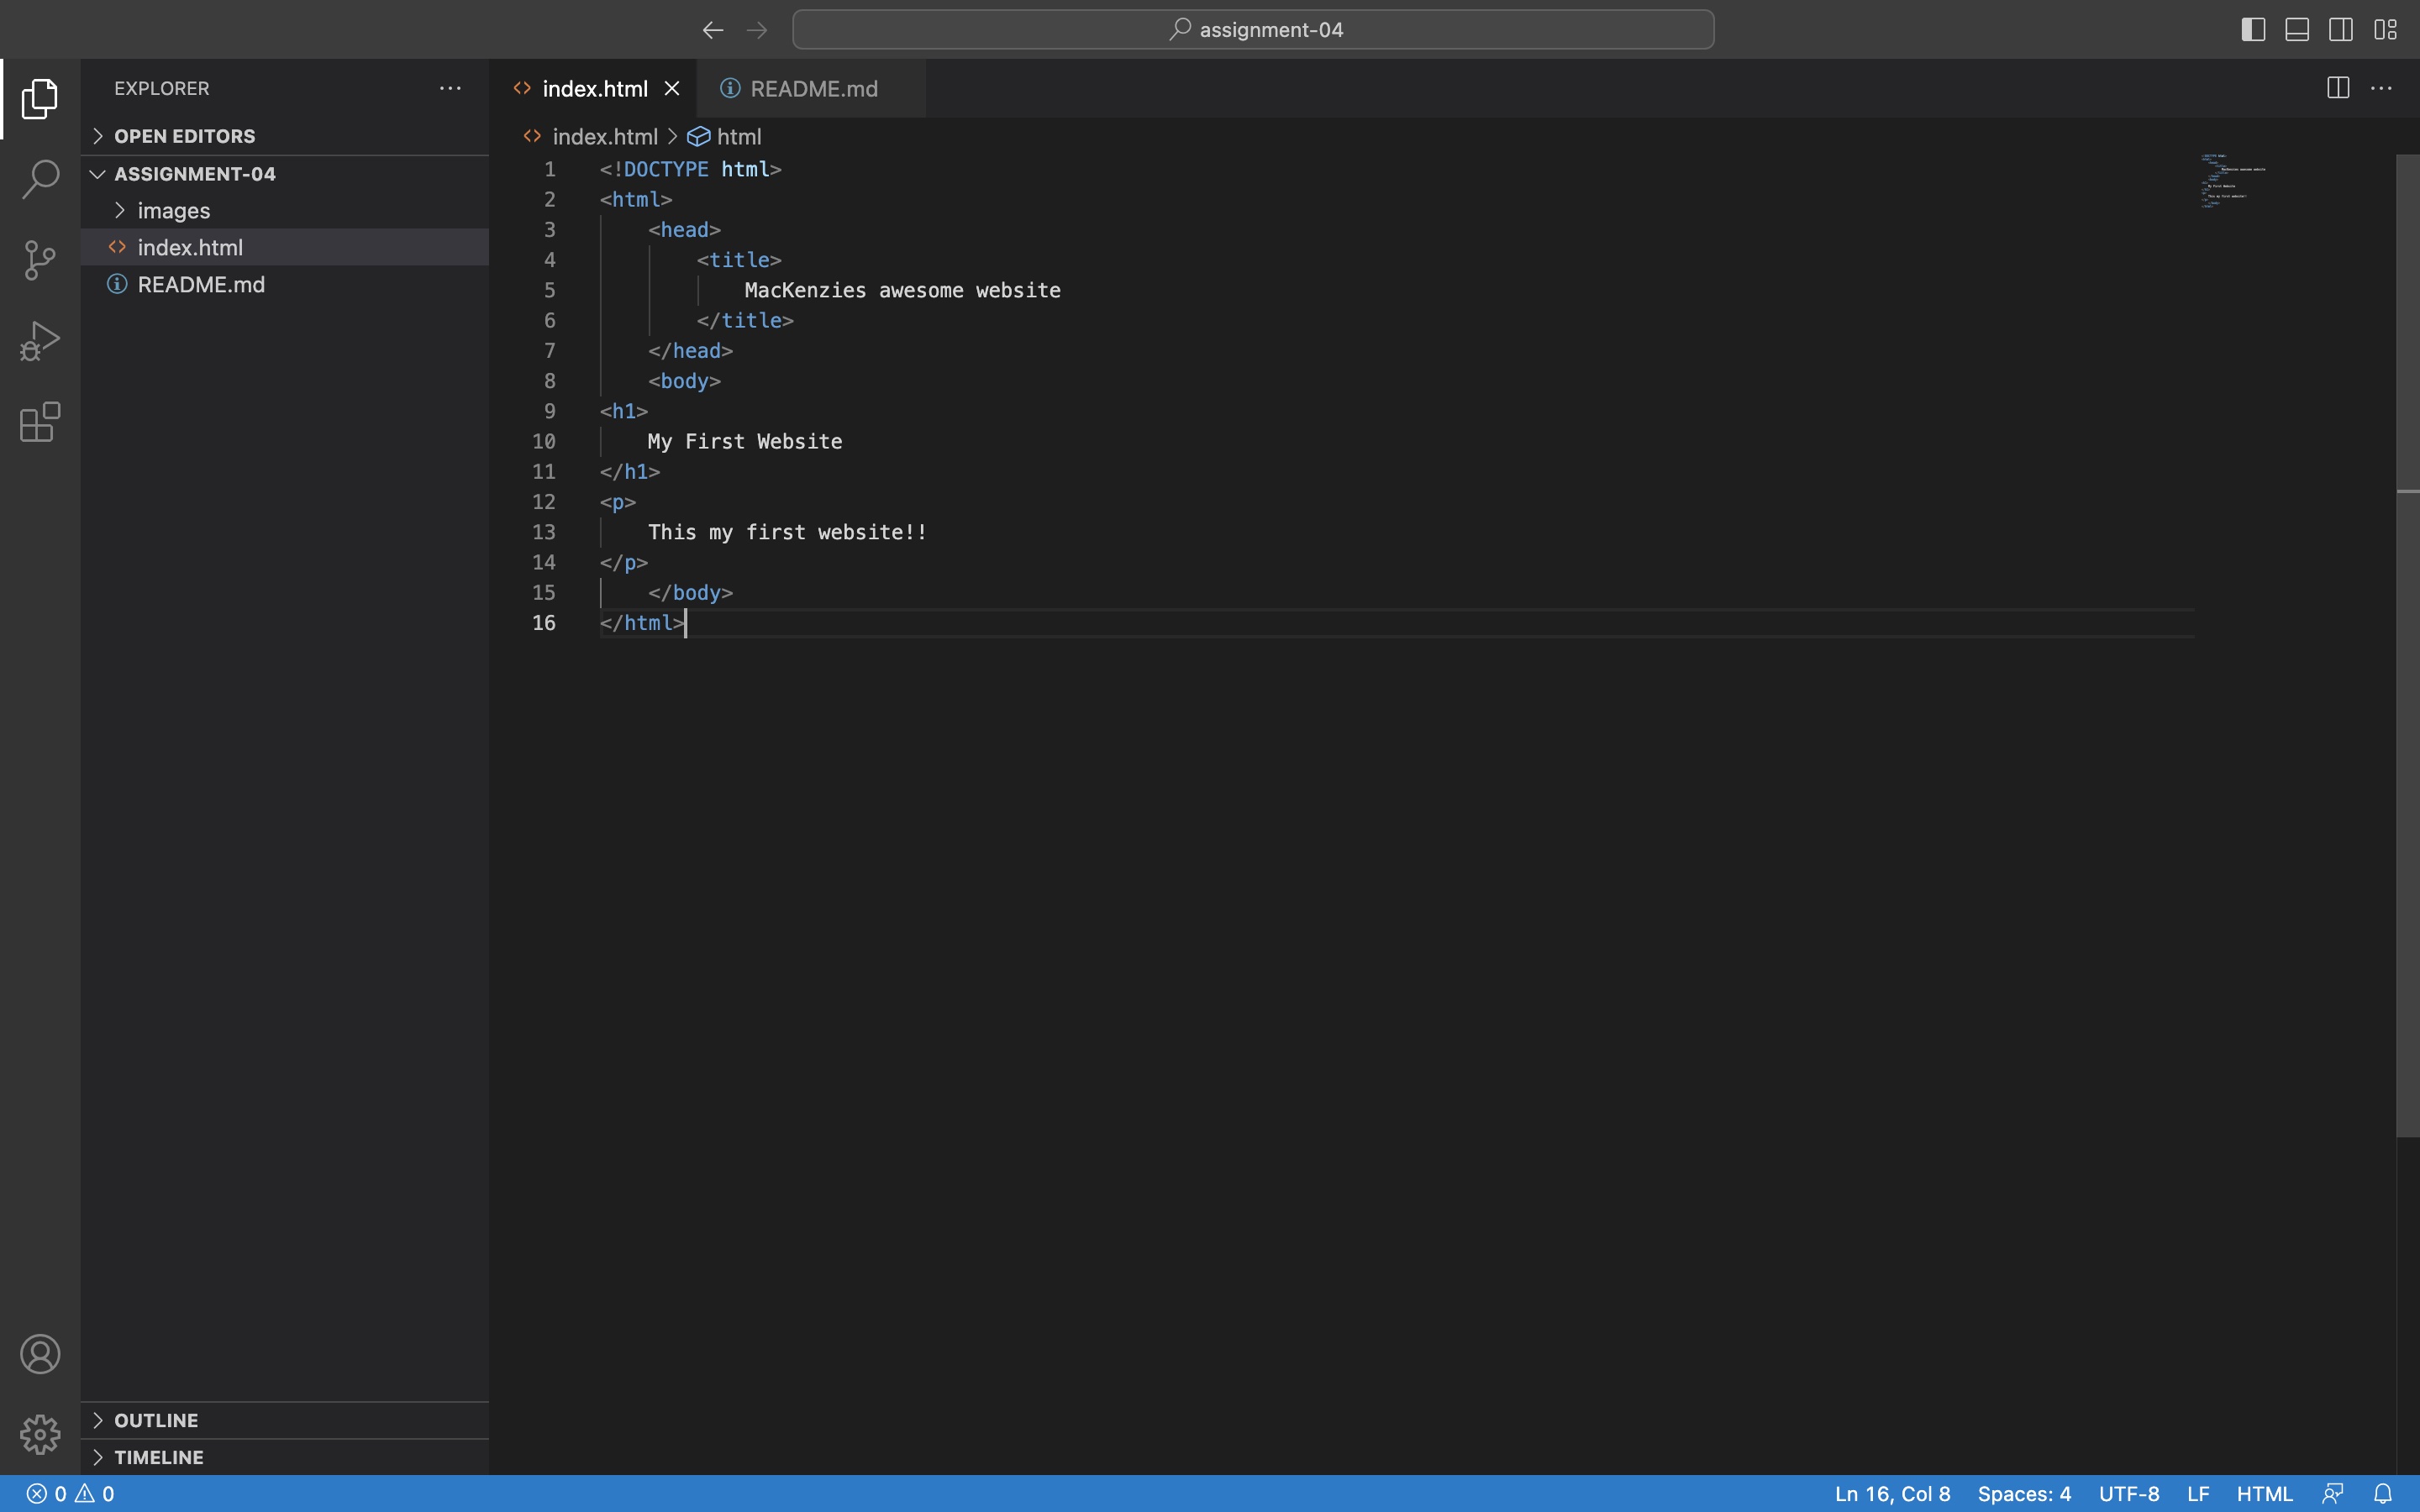 assignment-04
EXPLORER
OPEN EDITORS
ASSIGNMENT-04
images
index.html
README.md
OUTLINE
TIMELINE
index.html
README.md
index.html > html
1 <!DOCTYPE html>
2 <html>
3 <head>
4 <title>
5 MacKenzies awesome website
6 </title>
7 </head>
8 <body>
9 <h1>
10 My First Website
11 </h1>
12 <p>
13 This my first website!!
14 </p>
15 </body>
16 </html>
0 0
Ln 16, Col 8 Spaces: 4 UTF-8 LF HTML